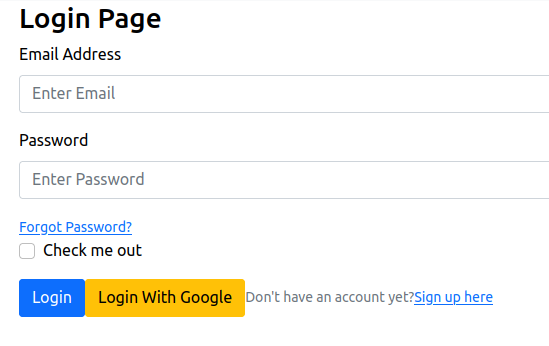 Login Page
Email Address
Enter Email
Password
Enter Password
Forgot Password?
Check me out
Login Login With Google Don't have an account yet?Sign up here